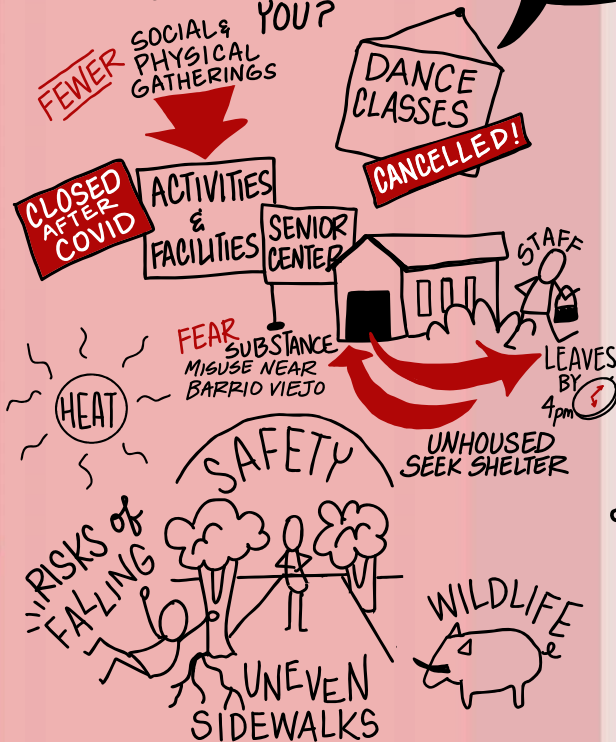 YOU?
FEWER
SOCIAL &
PHYSICAL
GATHERINGS
DANCE
CLASSES
CANCELLED!
CLOSED
AFTER
COVID
ACTIVITIES
&
FACILITIES
SENIOR
CENTER
STAFF
LEAVES
BY
4pm
FEAR
SUBSTANCE
MISUSE NEAR
BARRIO VIEJO
UNHOUSED
SEEK SHELTER
HEAT
SAFETY
RISKS of
FALLING
UNEVEN
SIDEWALKS
WILDLIFE